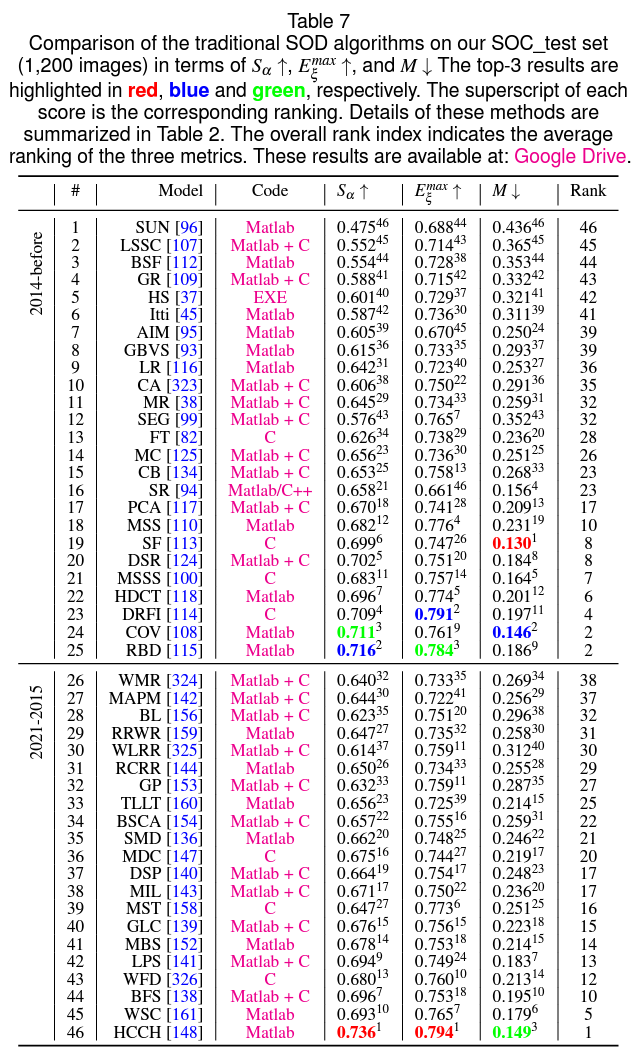 Table 7
Comparison of the traditional SOD algorithms on our SOC_test set
(1,200 images) in terms of Sα ↑, Eξmax ↑, and M ↓ The top-3 results are
highlighted in red, blue and green, respectively. The superscript of each
score is the corresponding ranking. Details of these methods are
summarized in Table 2. The overall rank index indicates the average
ranking of the three metrics. These results are available at: Google Drive.
# Model Code Sα ↑ Eξmax ↑ M ↓ Rank
2014-before
1 SUN [96] Matlab 0.475^46 0.688^44 0.436^46 46
2 LSSC [107] Matlab + C 0.552^45 0.714^43 0.365^45 45
3 BSF [112] Matlab 0.554^44 0.728^38 0.353^44 44
4 GR [109] Matlab + C 0.588^41 0.715^42 0.332^42 43
5 HS [37] EXE 0.601^40 0.729^37 0.321^41 42
6 Itti [45] Matlab 0.587^42 0.736^30 0.311^39 41
7 AIM [95] Matlab 0.605^39 0.670^45 0.250^24 39
8 GBVS [93] Matlab 0.615^36 0.733^35 0.293^37 39
9 LR [116] Matlab 0.642^31 0.723^40 0.253^27 36
10 CA [323] Matlab + C 0.606^38 0.750^22 0.291^36 35
11 MR [38] Matlab + C 0.645^29 0.734^33 0.259^31 32
12 SEG [99] Matlab + C 0.576^43 0.765^7 0.352^43 32
13 FT [82] C 0.626^34 0.738^29 0.236^20 28
14 MC [125] Matlab + C 0.656^23 0.736^30 0.251^25 26
15 CB [134] Matlab + C 0.653^25 0.758^13 0.268^33 23
16 SR [94] Matlab/C++ 0.658^21 0.661^46 0.156^4 23
17 PCA [117] Matlab + C 0.670^18 0.741^28 0.209^13 17
18 MSS [110] Matlab 0.682^12 0.776^4 0.231^19 10
19 SF [113] C 0.699^6 0.747^26 0.130^1 8
20 DSR [124] Matlab + C 0.702^5 0.751^20 0.184^8 8
21 MSSS [100] C 0.683^11 0.757^14 0.164^5 7
22 HDCT [118] Matlab 0.696^7 0.774^5 0.201^12 6
23 DRFI [114] C 0.709^4 0.791^2 0.197^11 4
24 COV [108] Matlab 0.711^3 0.761^9 0.146^2 2
25 RBD [115] Matlab 0.716^2 0.784^3 0.186^9 2
2021-2015
26 WMR [324] Matlab + C 0.640^32 0.733^35 0.269^34 38
27 MAPM [142] Matlab + C 0.644^30 0.722^41 0.256^29 37
28 BL [156] Matlab + C 0.623^35 0.751^20 0.296^38 32
29 RRWR [159] Matlab 0.647^27 0.735^32 0.258^30 31
30 WLRR [325] Matlab + C 0.614^37 0.759^11 0.312^40 30
31 RCRR [144] Matlab 0.650^26 0.734^33 0.255^28 29
32 GP [153] Matlab + C 0.632^33 0.759^11 0.287^35 27
33 TLLT [160] Matlab 0.656^23 0.725^39 0.214^15 25
34 BSCA [154] Matlab + C 0.657^22 0.755^16 0.259^31 22
35 SMD [136] Matlab 0.662^20 0.748^25 0.246^22 21
36 MDC [147] C 0.675^16 0.744^27 0.219^17 20
37 DSP [140] Matlab + C 0.664^19 0.754^17 0.248^23 17
38 MIL [143] Matlab + C 0.671^17 0.750^22 0.236^20 17
39 MST [158] C 0.647^27 0.773^6 0.251^25 16
40 GLC [139] Matlab + C 0.676^15 0.756^15 0.223^18 15
41 MBS [152] Matlab 0.678^14 0.753^18 0.214^15 14
42 LPS [141] Matlab + C 0.694^9 0.749^24 0.183^7 13
43 WFD [326] C 0.680^13 0.760^10 0.213^14 12
44 BFS [138] Matlab + C 0.696^7 0.753^18 0.195^10 10
45 WSC [161] Matlab 0.693^10 0.765^7 0.179^6 5
46 HCCH [148] Matlab 0.736^1 0.794^1 0.149^3 1